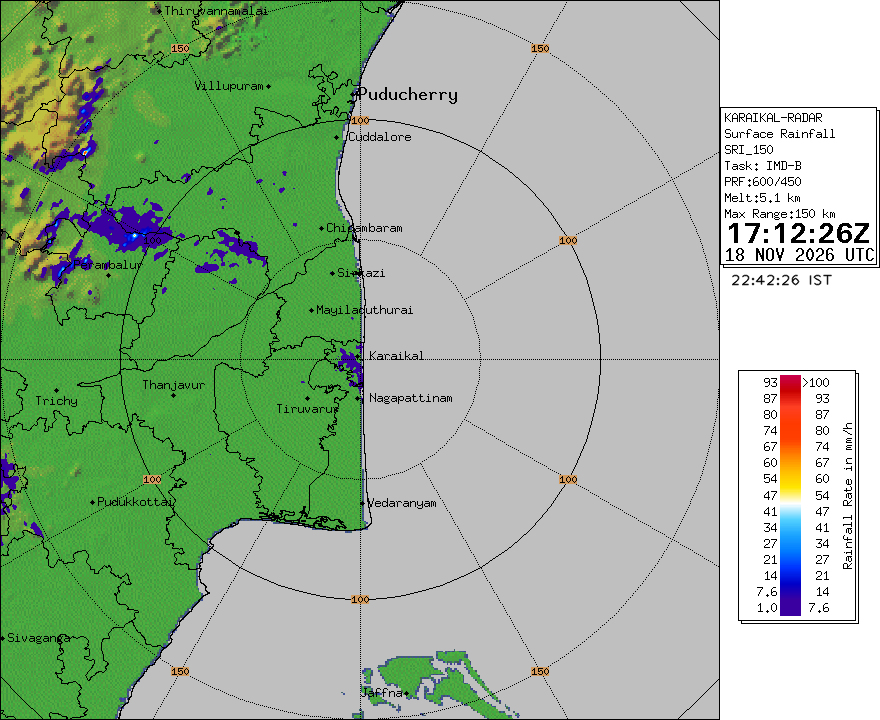 Thiruvannamalai
150
150
Villupuram
Puducherry
100
Cuddalore
Chidambaram
100
100
Perambalur
Sirkazi
Mayiladuthurai
Karaikal
Thanjavur
Trichy
Nagapattinam
Tiruvarur
100
100
Pudukkottai
Vedaranyam
100
Sivaganga
150
150
Jaffna
KARAIKAL-RADAR
Surface Rainfall
SRI_150
Task: IMD-B
PRF:600/450
Melt:5.1 km
Max Range:150 km
17:12:26Z
18 NOV 2026 UTC
22:42:26 IST
93 >100
87 93
80 87
74 80
67 74
60 67
54 60
47 54
41 47
34 41
27 34
21 27
14 21
7.6 14
1.0 7.6
Rainfall Rate in mm/h